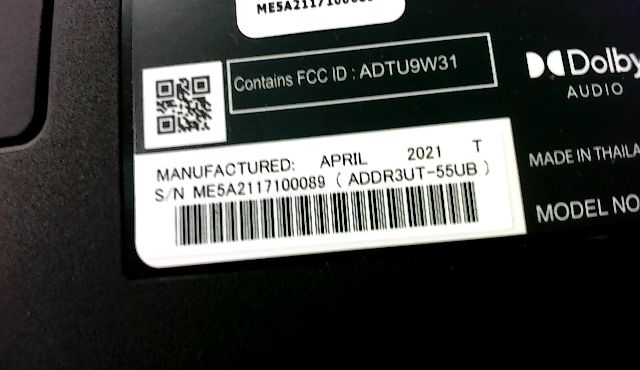 Contains FCC ID : ADTU9W31
Dolby
AUDIO
MANUFACTURED: APRIL 2021 T
S/N ME5A2117100089 ( ADDR3UT-55UB )
MADE IN THAILA
MODEL NO